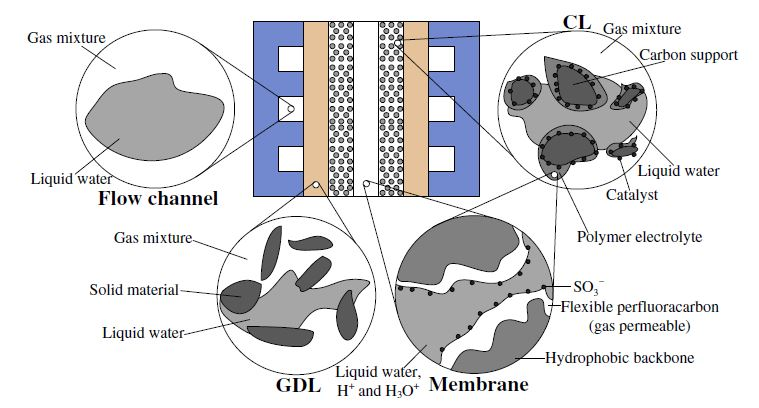 Gas mixture
Liquid water
Flow channel
CL
Gas mixture
Carbon support
Liquid water
Catalyst
Polymer electrolyte
Gas mixture
Solid material
Liquid water
GDL
SO₃⁻
Flexible perfluoracarbon
(gas permeable)
Hydrophobic backbone
Liquid water,
H⁺ and H₃O⁺
Membrane